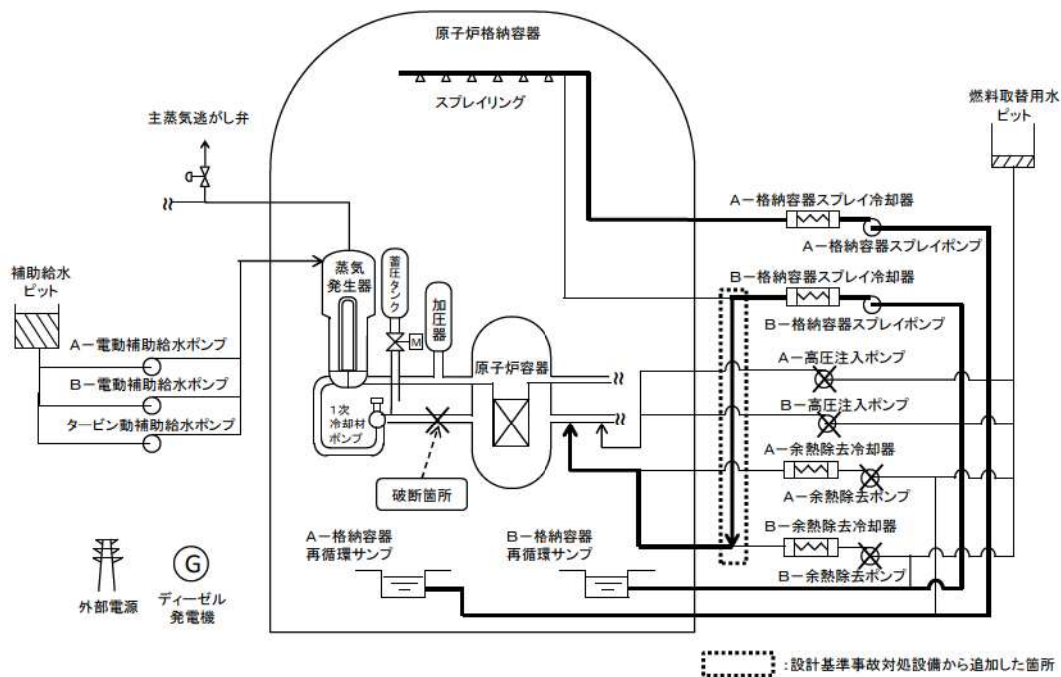 原子炉格納容器
スプレイリング
主蒸気逃がし弁
燃料取替用水
ピット
A－格納容器スプレイ冷却器
A－格納容器スプレイポンプ
B－格納容器スプレイ冷却器
B－格納容器スプレイポンプ
補助給水
ピット
A－電動補助給水ポンプ
B－電動補助給水ポンプ
タービン動補助給水ポンプ
蒸気
発生器
蓄圧タンク
M
加圧器
原子炉容器
1次
冷却材
ポンプ
破断箇所
A－高圧注入ポンプ
B－高圧注入ポンプ
A－余熱除去冷却器
A－余熱除去ポンプ
B－余熱除去冷却器
B－余熱除去ポンプ
A－格納容器
再循環サンプ
B－格納容器
再循環サンプ
外部電源
G
ディーゼル
発電機
：設計基準事故対処設備から追加した箇所